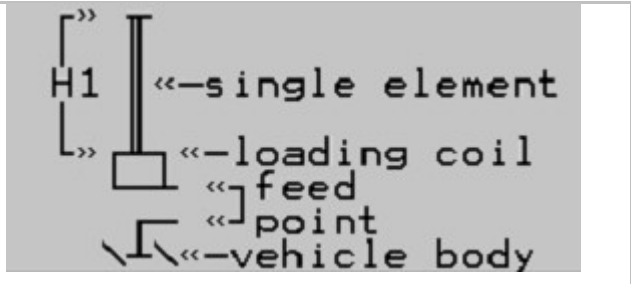 H1
single element
loading coil
feed
point
vehicle body